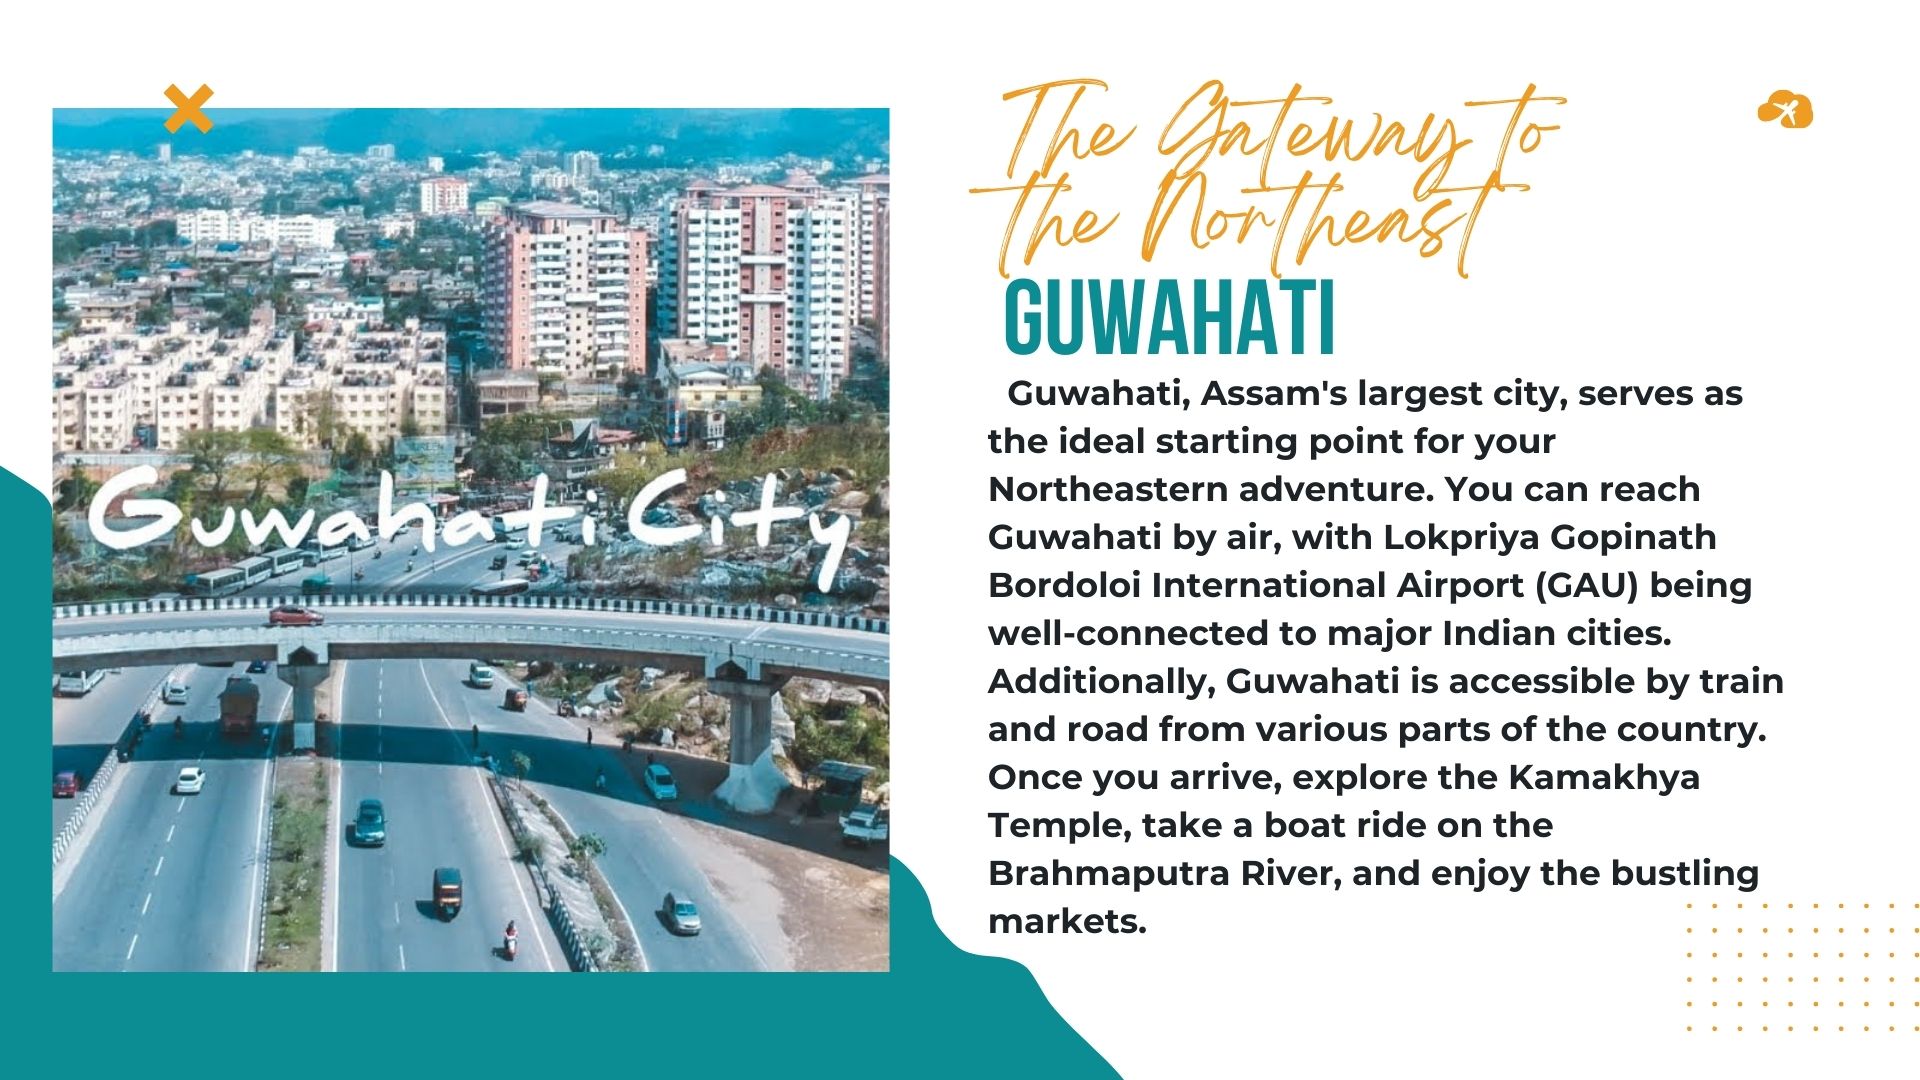 Guwahati City
The Gateway to
the Northeast
GUWAHATI
Guwahati, Assam's largest city, serves as
the ideal starting point for your
Northeastern adventure. You can reach
Guwahati by air, with Lokpriya Gopinath
Bordoloi International Airport (GAU) being
well-connected to major Indian cities.
Additionally, Guwahati is accessible by train
and road from various parts of the country.
Once you arrive, explore the Kamakhya
Temple, take a boat ride on the
Brahmaputra River, and enjoy the bustling
markets.